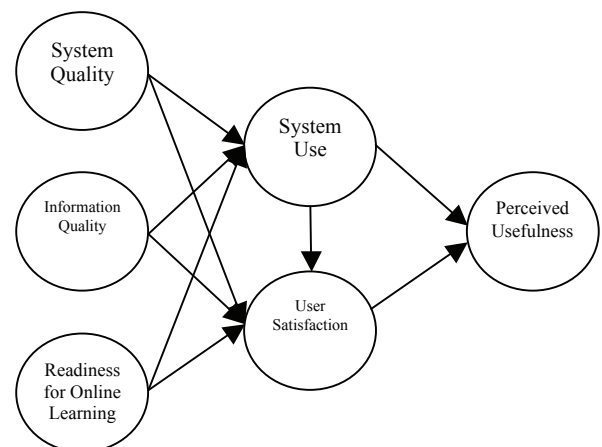 System
Quality
System
Use
Information
Quality
Perceived
Usefulness
User
Satisfaction
Readiness
for Online
Learning